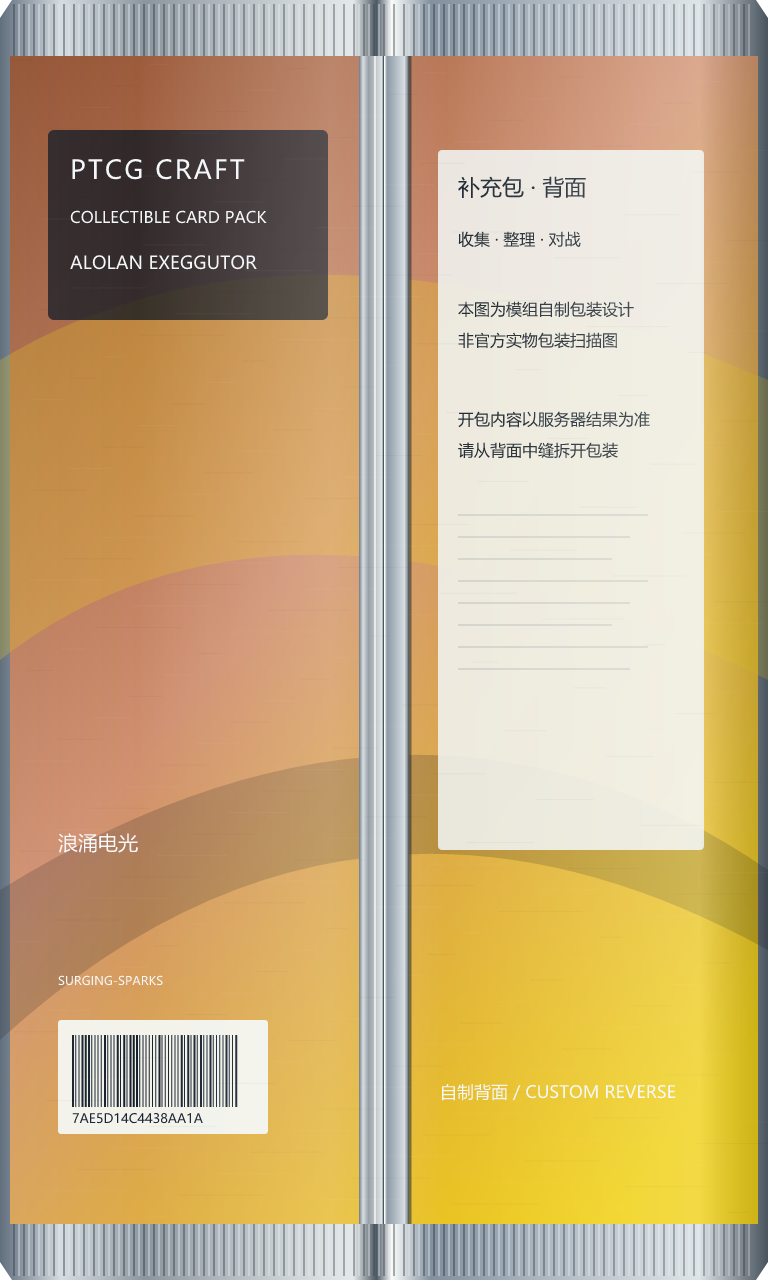 PTCG CRAFT
COLLECTIBLE CARD PACK
ALOLAN EXEGGUTOR
浪涌电光
SURGING-SPARKS
7AE5D14C4438AA1A
补充包 · 背面
收集 · 整理 · 对战
本图为模组自制包装设计
非官方实物包装扫描图
开包内容以服务器结果为准
请从背面中缝拆开包装
自制背面 / CUSTOM REVERSE